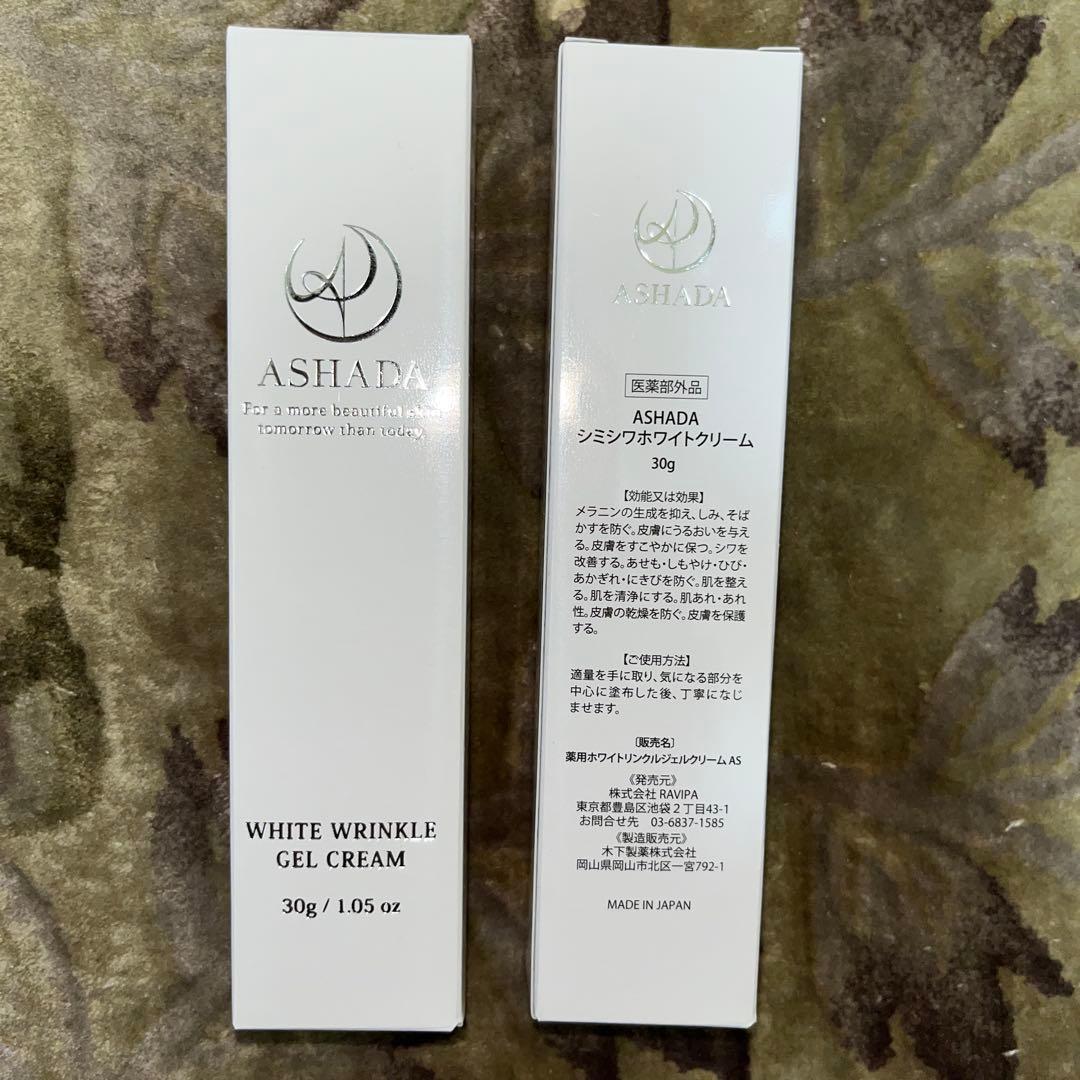 ASHADA
For a more beautiful skin
tomorrow than today.
WHITE WRINKLE
GEL CREAM
30g / 1.05 oz
ASHADA
医薬部外品
ASHADA
シミシワホワイトクリーム
30g
【効能又は効果】
メラニンの生成を抑え、しみ、そば
かすを防ぐ。皮膚にうるおいを与え
る。皮膚をすこやかに保つ。シワを
改善する。あせも・しもやけ・ひび・
あかぎれ・にきびを防ぐ。肌を整え
る。肌を清浄にする。肌あれ・あれ
性。皮膚の乾燥を防ぐ。皮膚を保護
する。
【ご使用方法】
適量を手に取り、気になる部分を
中心に塗布した後、丁寧になじ
ませます。
〔販売名〕
薬用ホワイトリンクルジェルクリーム AS
《発売元》
株式会社 RAVIPA
東京都豊島区池袋２丁目43-1
お問合せ先　03-6837-1585
《製造販売元》
木下製薬株式会社
岡山県岡山市北区一宮792-1
MADE IN JAPAN